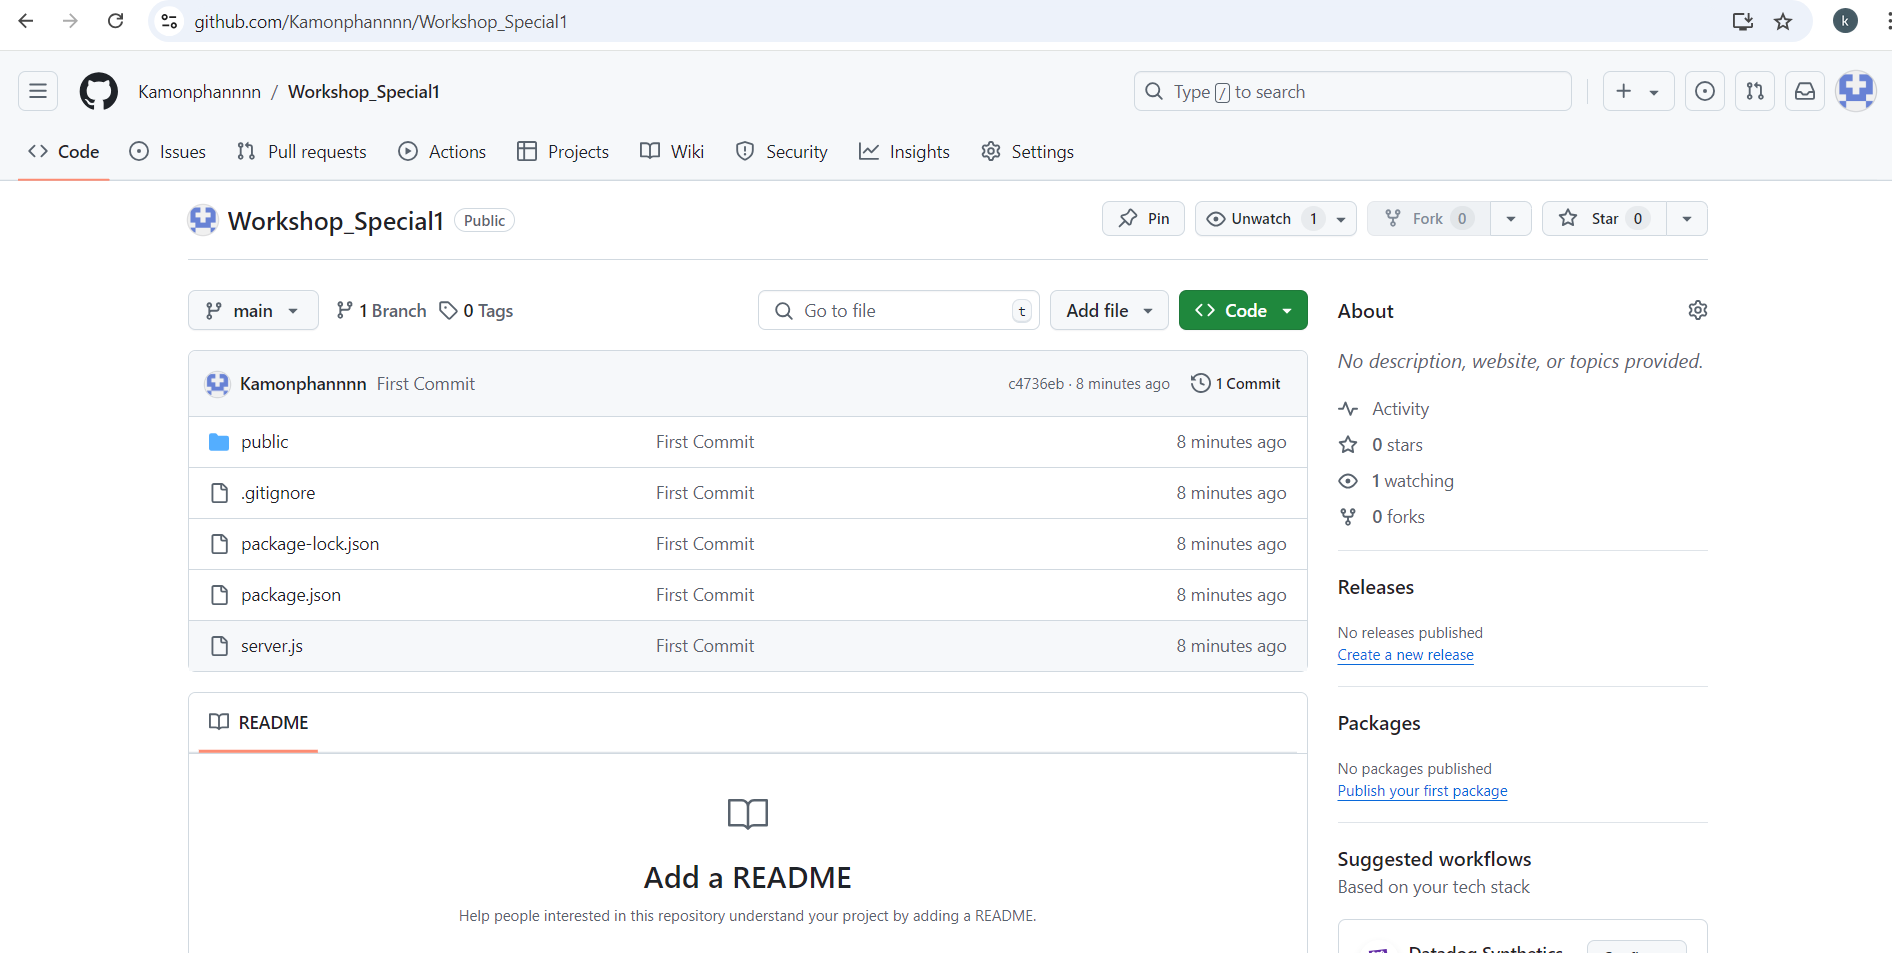 github.com/Kamonphannnn/Workshop_Special1
k
Kamonphannnn / Workshop_Special1
Type / to search
Code Issues Pull requests Actions Projects Wiki Security Insights Settings
Workshop_Special1 Public
Pin Unwatch 1 Fork 0 Star 0
main 1 Branch 0 Tags Go to file t Add file Code
Kamonphannnn First Commit c4736eb · 8 minutes ago 1 Commit
public First Commit 8 minutes ago
.gitignore First Commit 8 minutes ago
package-lock.json First Commit 8 minutes ago
package.json First Commit 8 minutes ago
server.js First Commit 8 minutes ago
README
Add a README
Help people interested in this repository understand your project by adding a README.
About
No description, website, or topics provided.
Activity
0 stars
1 watching
0 forks
Releases
No releases published
Create a new release
Packages
No packages published
Publish your first package
Suggested workflows
Based on your tech stack
Datadog Synthetics